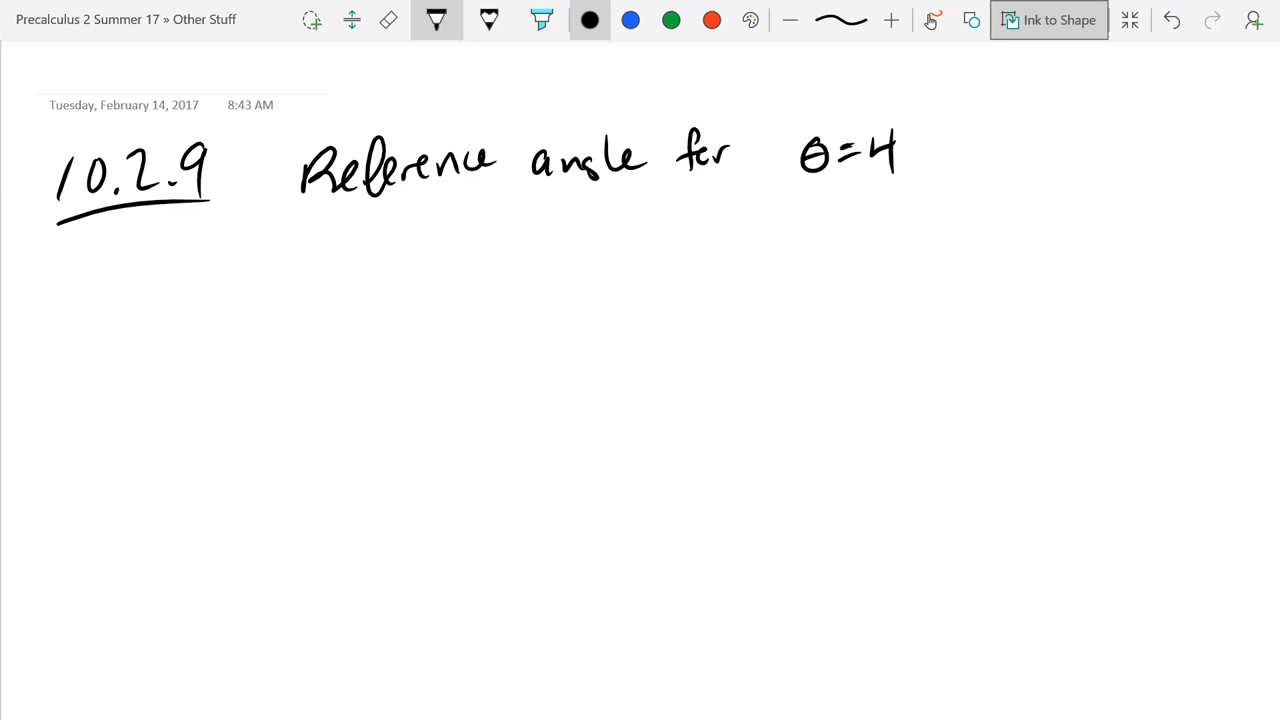 Precalculus 2 Summer 17 » Other Stuff
Ink to Shape
Tuesday, February 14, 2017 8:43 AM
10.2.9 Reference angle for θ=4